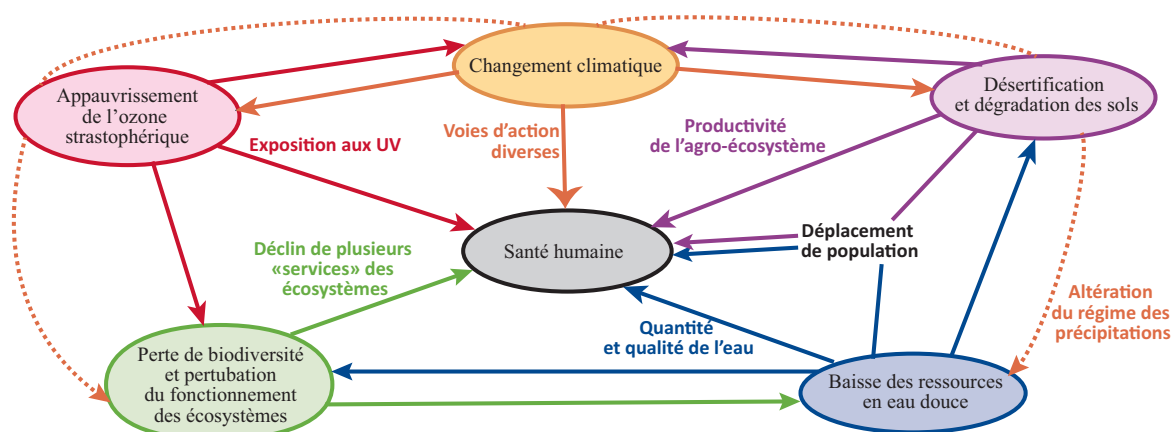 Changement climatique
Appauvrissement
de l’ozone
strastophérique
Désertification
et dégradation des sols
Exposition aux UV
Voies d’action
diverses
Productivité
de l’agro-écosystème
Santé humaine
Déplacement
de population
Déclin de plusieurs
«services» des
écosystèmes
Quantité
et qualité de l’eau
Altération
du régime des
précipitations
Perte de biodiversité
et pertubation
du fonctionnement
des écosystèmes
Baisse des ressources
en eau douce